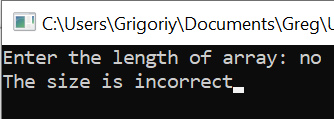 C:\Users\Grigoriy\Documents\Greg\U
Enter the length of array: no
The size is incorrect